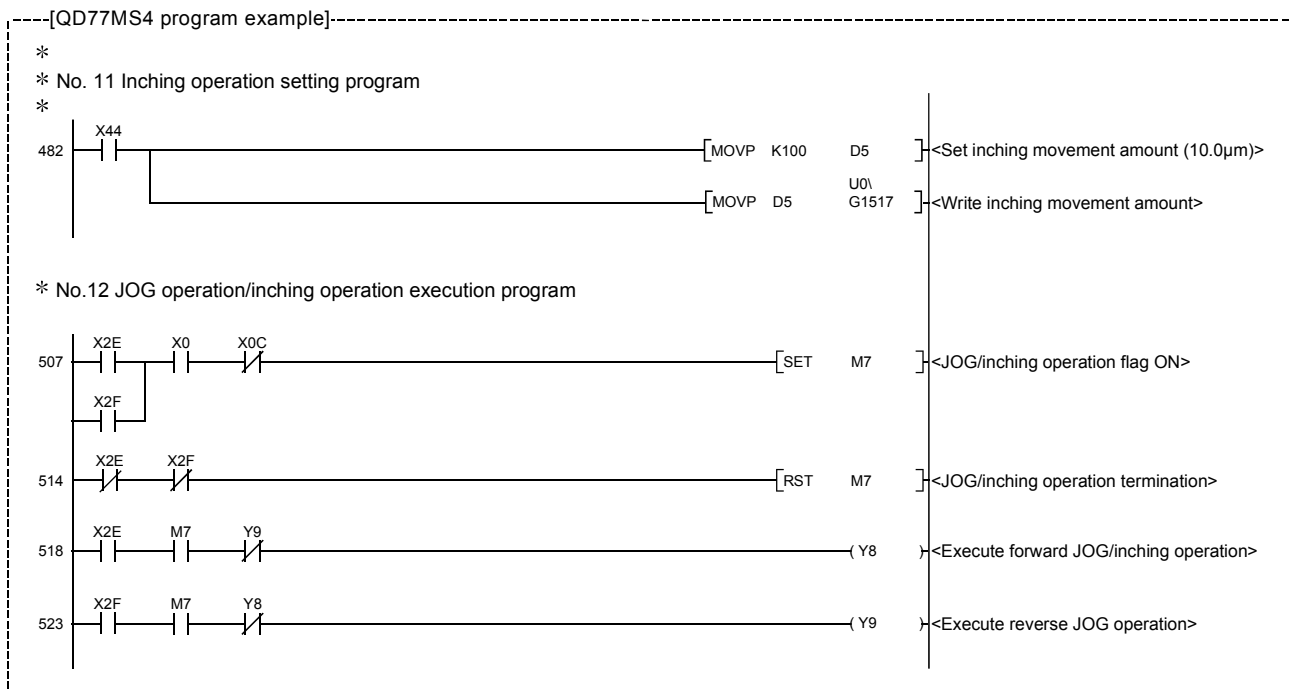 [QD77MS4 program example]
*
* No. 11 Inching operation setting program
*
X44
482 [MOVP K100 D5 ] <Set inching movement amount (10.0µm)>
U0\
[MOVP D5 G1517 ] <Write inching movement amount>
* No.12 JOG operation/inching operation execution program
X2E X0 X0C
507 [SET M7 ] <JOG/inching operation flag ON>
X2F
X2E X2F
514 [RST M7 ] <JOG/inching operation termination>
X2E M7 Y9
518 ( Y8 ) <Execute forward JOG/inching operation>
X2F M7 Y8
523 ( Y9 ) <Execute reverse JOG operation>